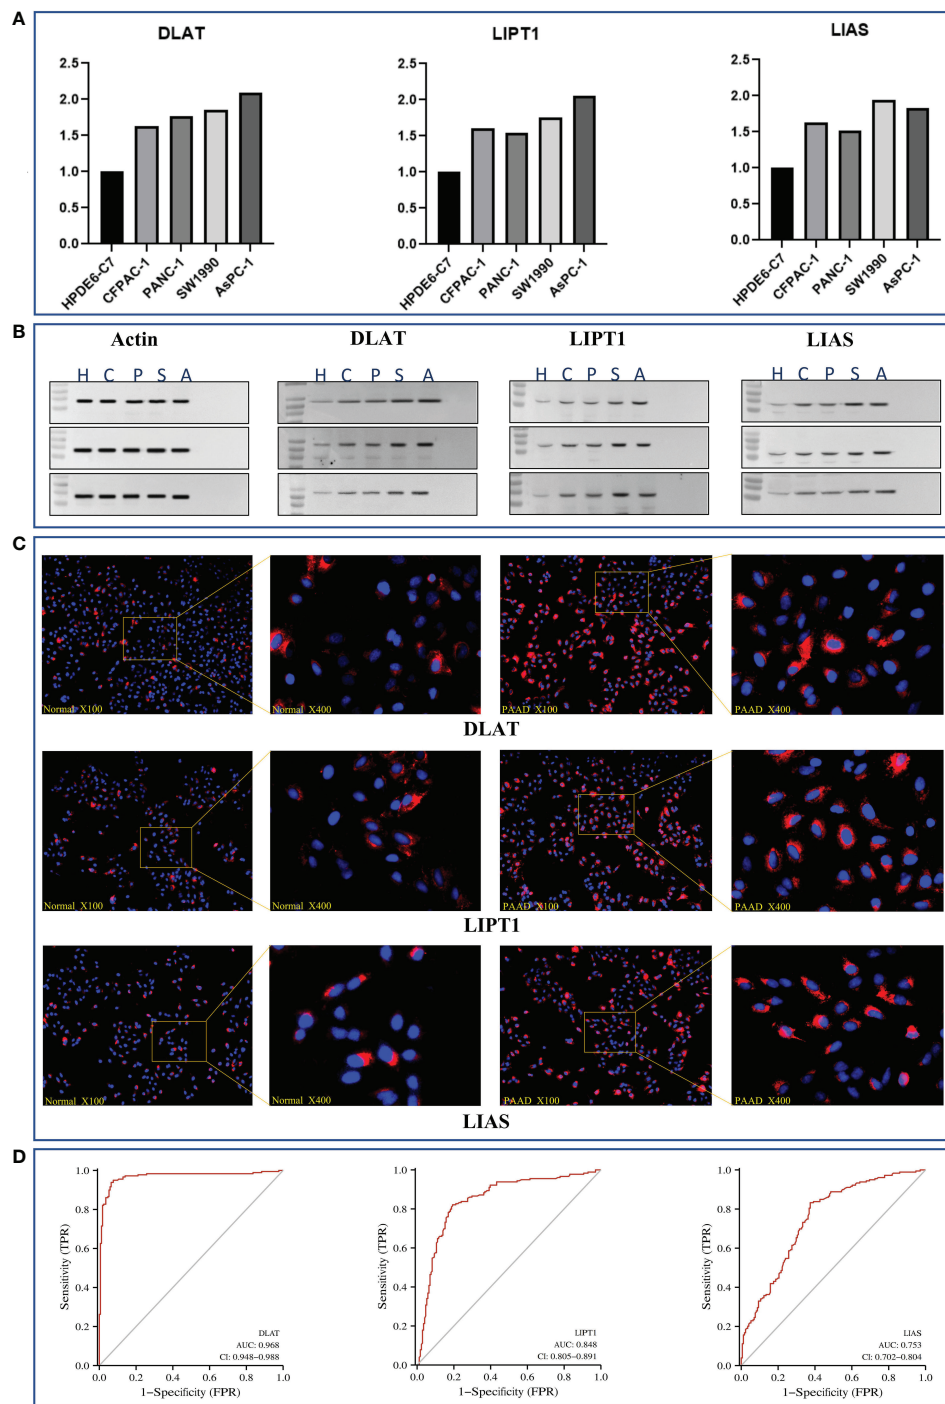 A
DLAT
LIPT1
LIAS
2.5
2.0
1.5
1.0
0.5
0.0
HPDE6-C7
CFPAC-1
PANC-1
SW1990
AsPC-1
2.5
2.0
1.5
1.0
0.5
0.0
HPDE6-C7
CFPAC-1
PANC-1
SW1990
AsPC-1
2.5
2.0
1.5
1.0
0.5
0.0
HPDE6-C7
CFPAC-1
PANC-1
SW1990
AsPC-1
B
Actin
DLAT
LIPT1
LIAS
H C P S A
H C P S A
H C P S A
H C P S A
C
Normal X100
Normal X400
PAAD X100
PAAD X400
DLAT
Normal X100
Normal X400
PAAD X100
PAAD X400
LIPT1
Normal X100
Normal X400
PAAD X100
PAAD X400
LIAS
D
Sensitivity (TPR)
1.0
0.8
0.6
0.4
0.2
0.0
DLAT
AUC: 0.968
CI: 0.948–0.988
0.0 0.2 0.4 0.6 0.8 1.0
1−Specificity (FPR)
Sensitivity (TPR)
1.0
0.8
0.6
0.4
0.2
0.0
LIPT1
AUC: 0.848
CI: 0.805–0.891
0.0 0.2 0.4 0.6 0.8 1.0
1−Specificity (FPR)
Sensitivity (TPR)
1.0
0.8
0.6
0.4
0.2
0.0
LIAS
AUC: 0.753
CI: 0.702–0.804
0.0 0.2 0.4 0.6 0.8 1.0
1−Specificity (FPR)